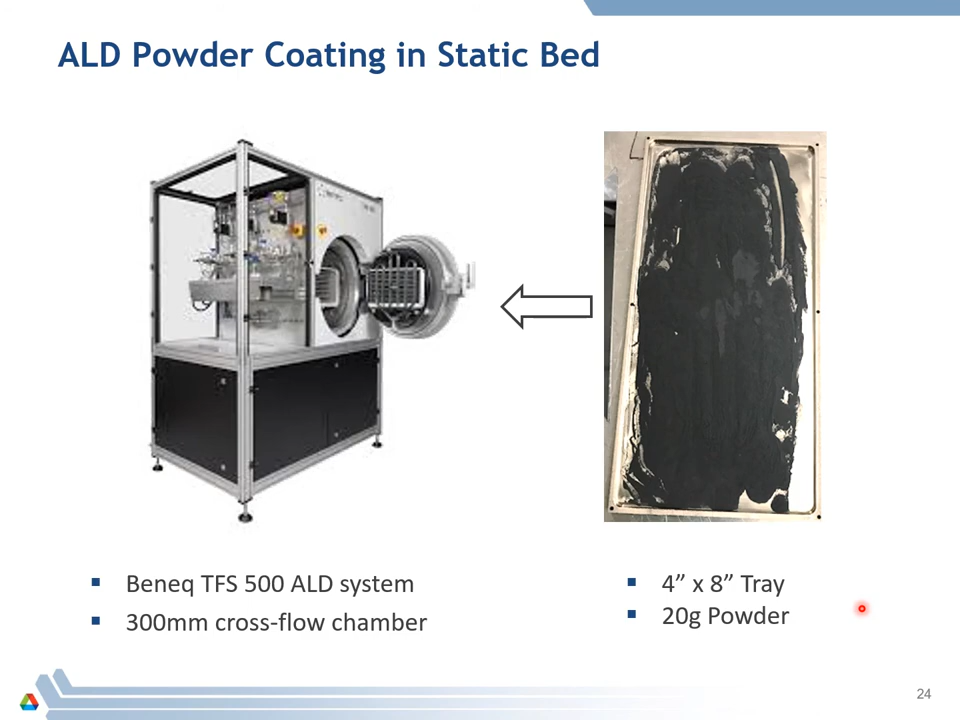 ALD Powder Coating in Static Bed
Beneq TFS 500 ALD system
300mm cross-flow chamber
4” x 8” Tray
20g Powder
24